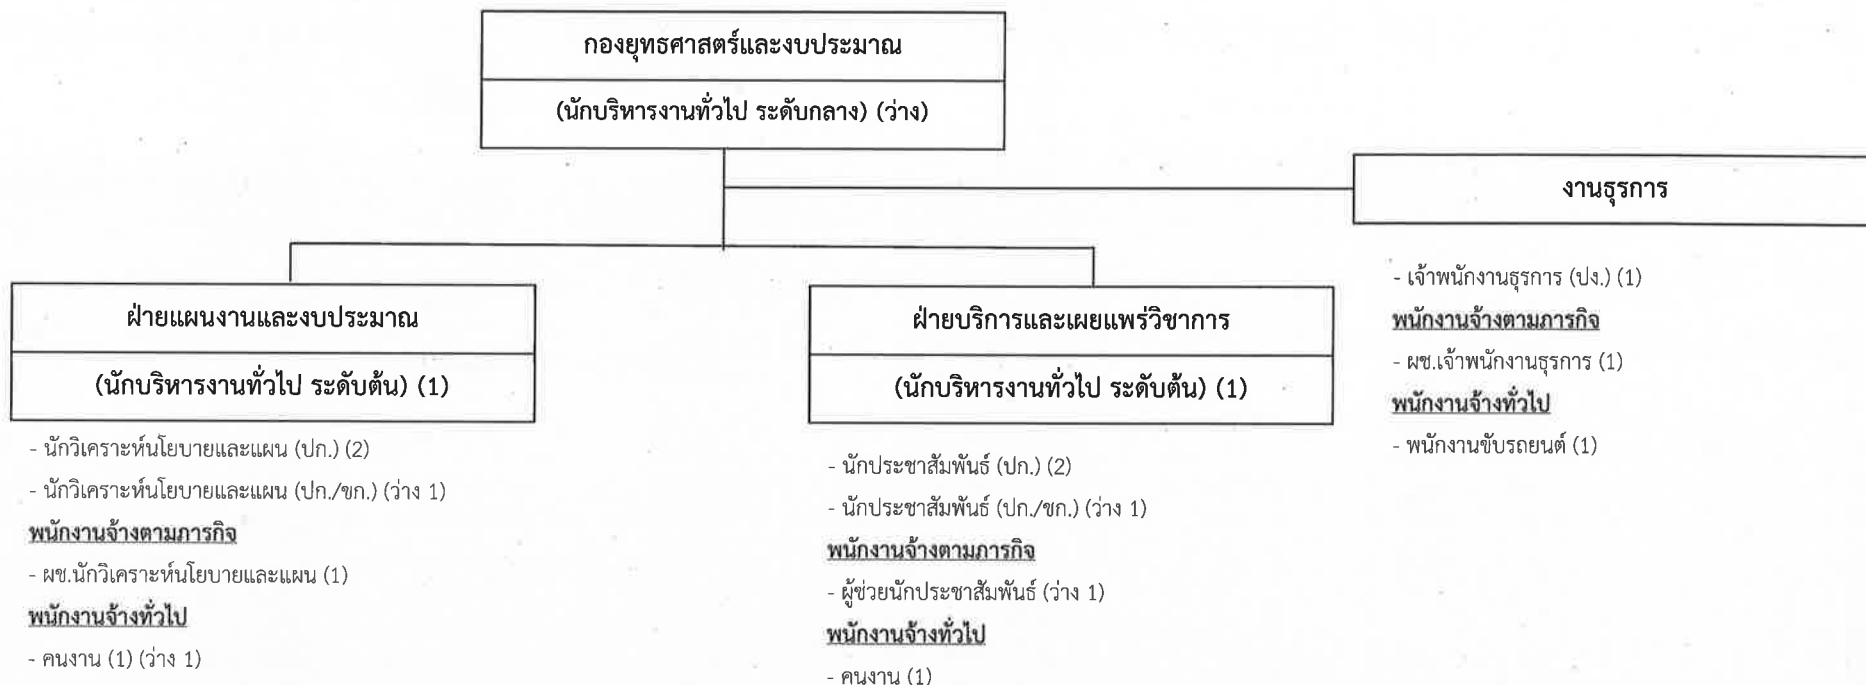 กองยุทธศาสตร์และงบประมาณ
(นักบริหารงานทั่วไป ระดับกลาง) (ว่าง)
งานธุรการ
- เจ้าพนักงานธุรการ (ปง.) (1)
พนักงานจ้างตามภารกิจ
- ผช.เจ้าพนักงานธุรการ (1)
พนักงานจ้างทั่วไป
- พนักงานขับรถยนต์ (1)
ฝ่ายแผนงานและงบประมาณ
(นักบริหารงานทั่วไป ระดับต้น) (1)
- นักวิเคราะห์นโยบายและแผน (ปก.) (2)
- นักวิเคราะห์นโยบายและแผน (ปก./ชก.) (ว่าง 1)
พนักงานจ้างตามภารกิจ
- ผช.นักวิเคราะห์นโยบายและแผน (1)
พนักงานจ้างทั่วไป
- คนงาน (1) (ว่าง 1)
ฝ่ายบริการและเผยแพร่วิชาการ
(นักบริหารงานทั่วไป ระดับต้น) (1)
- นักประชาสัมพันธ์ (ปก.) (2)
- นักประชาสัมพันธ์ (ปก./ชก.) (ว่าง 1)
พนักงานจ้างตามภารกิจ
- ผู้ช่วยนักประชาสัมพันธ์ (ว่าง 1)
พนักงานจ้างทั่วไป
- คนงาน (1)